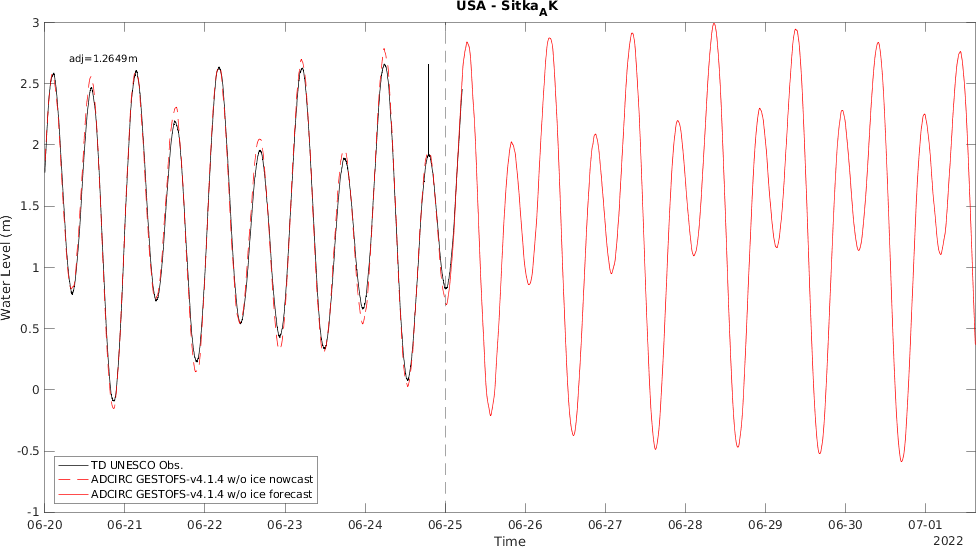 USA - Sitka_AK
adj=1.2649m
3
2.5
2
1.5
1
0.5
0
-0.5
-1
Water Level (m)
TD UNESCO Obs.
ADCIRC GESTOFS-v4.1.4 w/o ice nowcast
ADCIRC GESTOFS-v4.1.4 w/o ice forecast
06-20 06-21 06-22 06-23 06-24 06-25 06-26 06-27 06-28 06-29 06-30 07-01
Time
2022